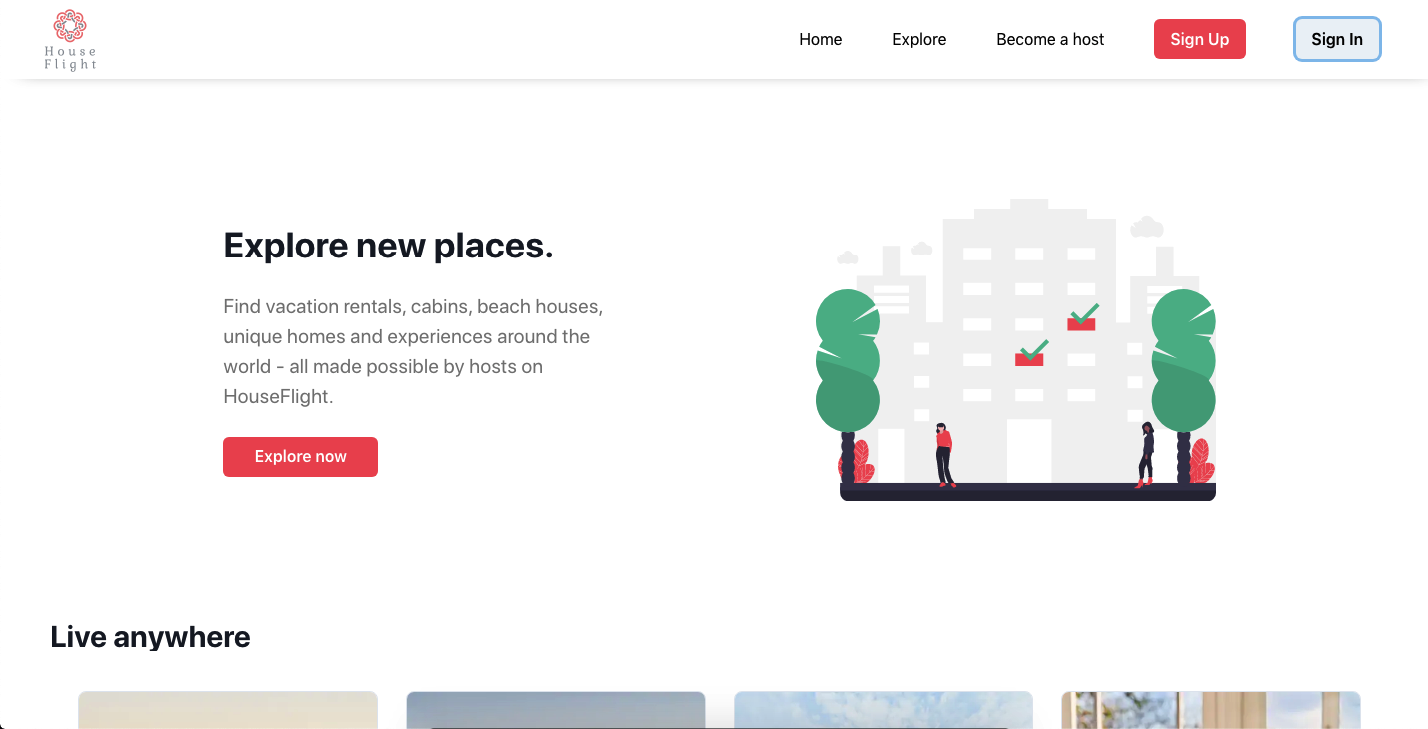 House
Flight
Home
Explore
Become a host
Sign Up
Sign In
Explore new places.
Find vacation rentals, cabins, beach houses,
unique homes and experiences around the
world - all made possible by hosts on
HouseFlight.
Explore now
Live anywhere